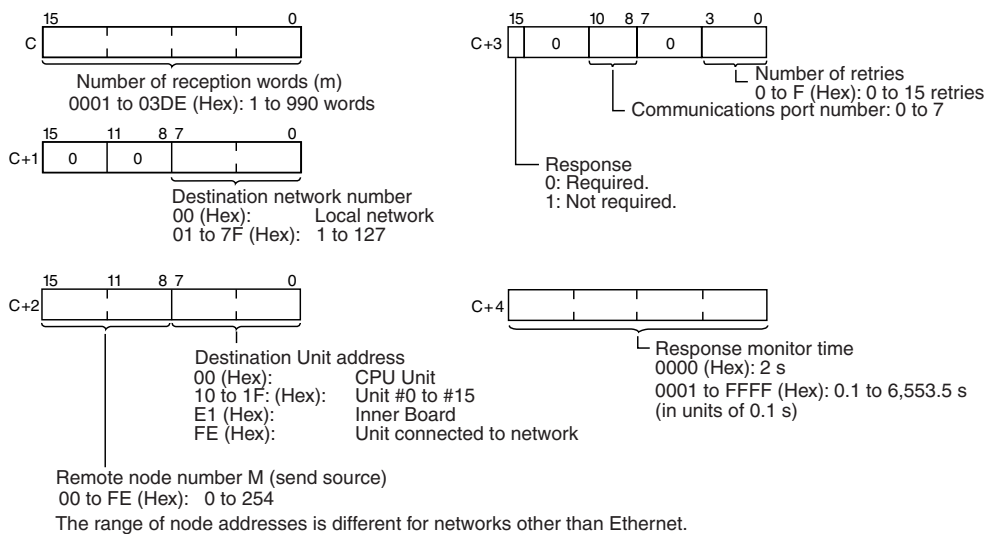 15 0
C
Number of reception words (m)
0001 to 03DE (Hex): 1 to 990 words
15 11 8 7 0
C+1 0 0
Destination network number
00 (Hex): Local network
01 to 7F (Hex): 1 to 127
15 11 8 7 0
C+2
Destination Unit address
00 (Hex): CPU Unit
10 to 1F: (Hex): Unit #0 to #15
E1 (Hex): Inner Board
FE (Hex): Unit connected to network
Remote node number M (send source)
00 to FE (Hex): 0 to 254
The range of node addresses is different for networks other than Ethernet.
15 10 8 7 3 0
C+3 0 0
Number of retries
0 to F (Hex): 0 to 15 retries
Communications port number: 0 to 7
Response
0: Required.
1: Not required.
C+4
Response monitor time
0000 (Hex): 2 s
0001 to FFFF (Hex): 0.1 to 6,553.5 s
(in units of 0.1 s)